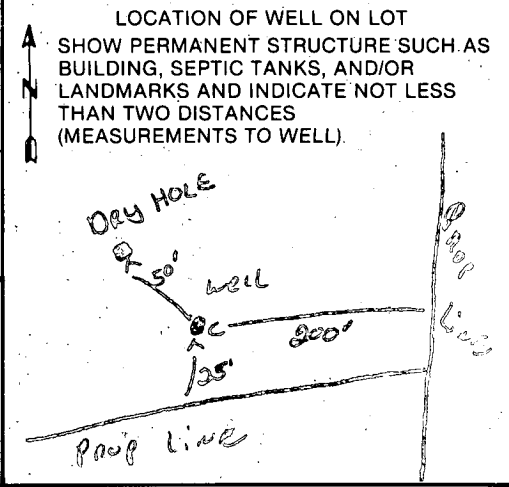 LOCATION OF WELL ON LOT
SHOW PERMANENT STRUCTURE SUCH AS
BUILDING, SEPTIC TANKS, AND/OR
LANDMARKS AND INDICATE NOT LESS
THAN TWO DISTANCES
(MEASUREMENTS TO WELL).
N
DRY HOLE
50'
Well
200'
Prop Line
25'
Prop Line